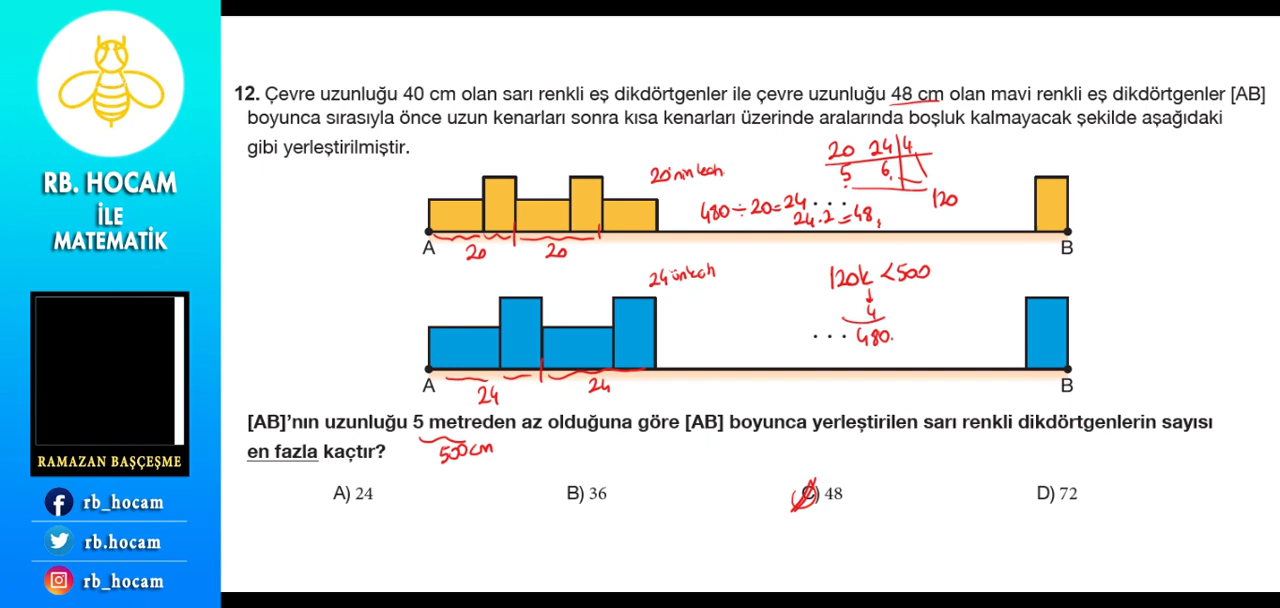 RB. HOCAM
İLE
MATEMATİK
RAMAZAN BAŞÇEŞME
rb_hocam
rb.hocam
rb_hocam
12. Çevre uzunluğu 40 cm olan sarı renkli eş dikdörtgenler ile çevre uzunluğu 48 cm olan mavi renkli eş dikdörtgenler [AB]
boyunca sırasıyla önce uzun kenarları sonra kısa kenarları üzerinde aralarında boşluk kalmayacak şekilde aşağıdaki
gibi yerleştirilmiştir.
20 24 4
5 6
120
20'nin katı
480÷20=24 . . .
24.2=48
A 20 20 B
24'ün katı
120k <500
4
. . . 480.
A 24 24 B
[AB]'nın uzunluğu 5 metreden az olduğuna göre [AB] boyunca yerleştirilen sarı renkli dikdörtgenlerin sayısı
en fazla kaçtır?
500cm
A) 24 B) 36 C) 48 D) 72